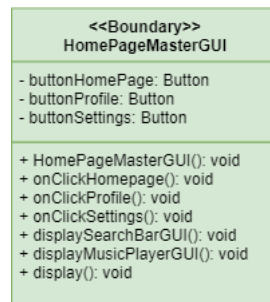 <<Boundary>>
HomePageMasterGUI
- buttonHomePage: Button
- buttonProfile: Button
- buttonSettings: Button
+ HomePageMasterGUI(): void
+ onClickHomepage(): void
+ onClickProfile(): void
+ onClickSettings(): void
+ displaySearchBarGUI(): void
+ displayMusicPlayerGUI(): void
+ display(): void